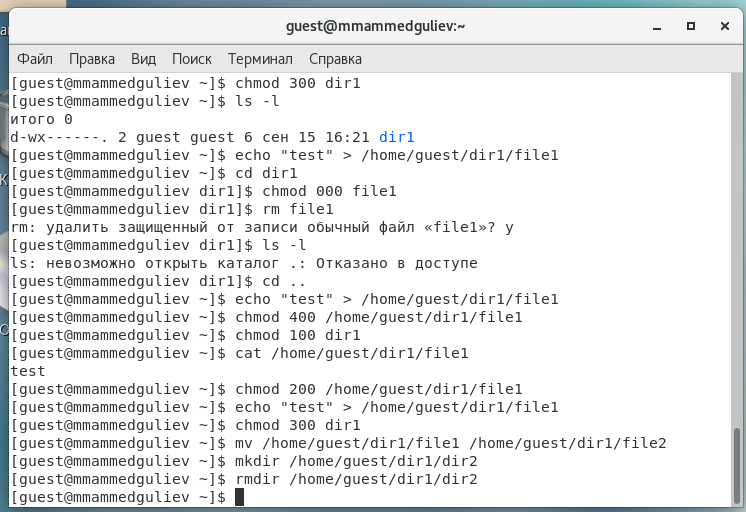 guest@mmammedguliev:~
Файл Правка Вид Поиск Терминал Справка
[guest@mmammedguliev ~]$ chmod 300 dir1
[guest@mmammedguliev ~]$ ls -l
итого 0
d-wx------. 2 guest guest 6 сен 15 16:21 dir1
[guest@mmammedguliev ~]$ echo "test" > /home/guest/dir1/file1
[guest@mmammedguliev ~]$ cd dir1
[guest@mmammedguliev dir1]$ chmod 000 file1
[guest@mmammedguliev dir1]$ rm file1
rm: удалить защищенный от записи обычный файл «file1»? y
[guest@mmammedguliev dir1]$ ls -l
ls: невозможно открыть каталог .: Отказано в доступе
[guest@mmammedguliev dir1]$ cd ..
[guest@mmammedguliev ~]$ echo "test" > /home/guest/dir1/file1
[guest@mmammedguliev ~]$ chmod 400 /home/guest/dir1/file1
[guest@mmammedguliev ~]$ chmod 100 dir1
[guest@mmammedguliev ~]$ cat /home/guest/dir1/file1
test
[guest@mmammedguliev ~]$ chmod 200 /home/guest/dir1/file1
[guest@mmammedguliev ~]$ echo "test" > /home/guest/dir1/file1
[guest@mmammedguliev ~]$ chmod 300 dir1
[guest@mmammedguliev ~]$ mv /home/guest/dir1/file1 /home/guest/dir1/file2
[guest@mmammedguliev ~]$ mkdir /home/guest/dir1/dir2
[guest@mmammedguliev ~]$ rmdir /home/guest/dir1/dir2
[guest@mmammedguliev ~]$